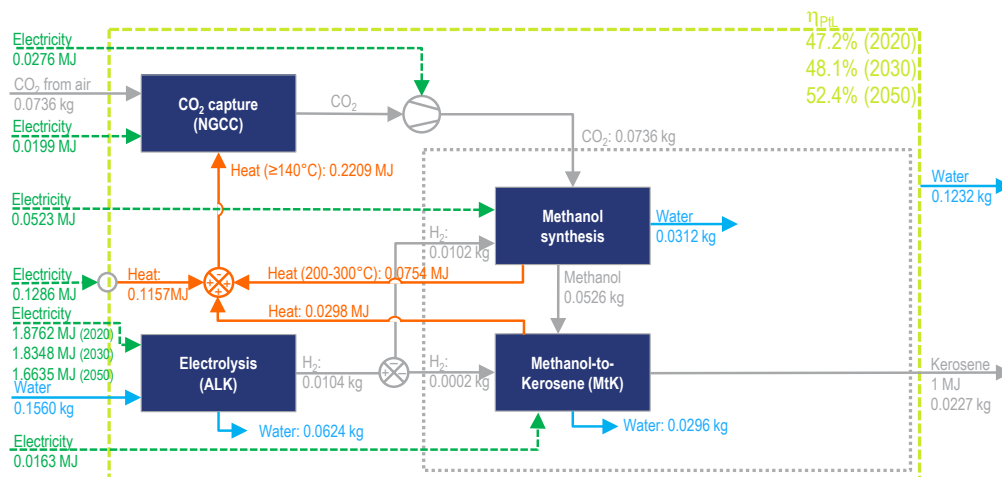 η PtL
47.2% (2020)
48.1% (2030)
52.4% (2050)
Electricity
0.0276 MJ
CO₂ from air
0.0736 kg
Electricity
0.0199 MJ
CO₂ capture
(NGCC)
CO₂
CO₂: 0.0736 kg
Heat (≥140°C): 0.2209 MJ
Electricity
0.0523 MJ
Methanol
synthesis
Water
0.0312 kg
Water
0.1232 kg
H₂:
0.0102 kg
Electricity
0.1286 MJ
Heat:
0.1157MJ
Heat (200-300°C): 0.0754 MJ
Methanol
0.0526 kg
Heat: 0.0298 MJ
Electricity
1.8762 MJ (2020)
1.8348 MJ (2030)
1.6635 MJ (2050)
Water
0.1560 kg
Electrolysis
(ALK)
H₂:
0.0104 kg
H₂:
0.0002 kg
Methanol-to-
Kerosene (MtK)
Kerosene
1 MJ
0.0227 kg
Water: 0.0624 kg
Water: 0.0296 kg
Electricity
0.0163 MJ